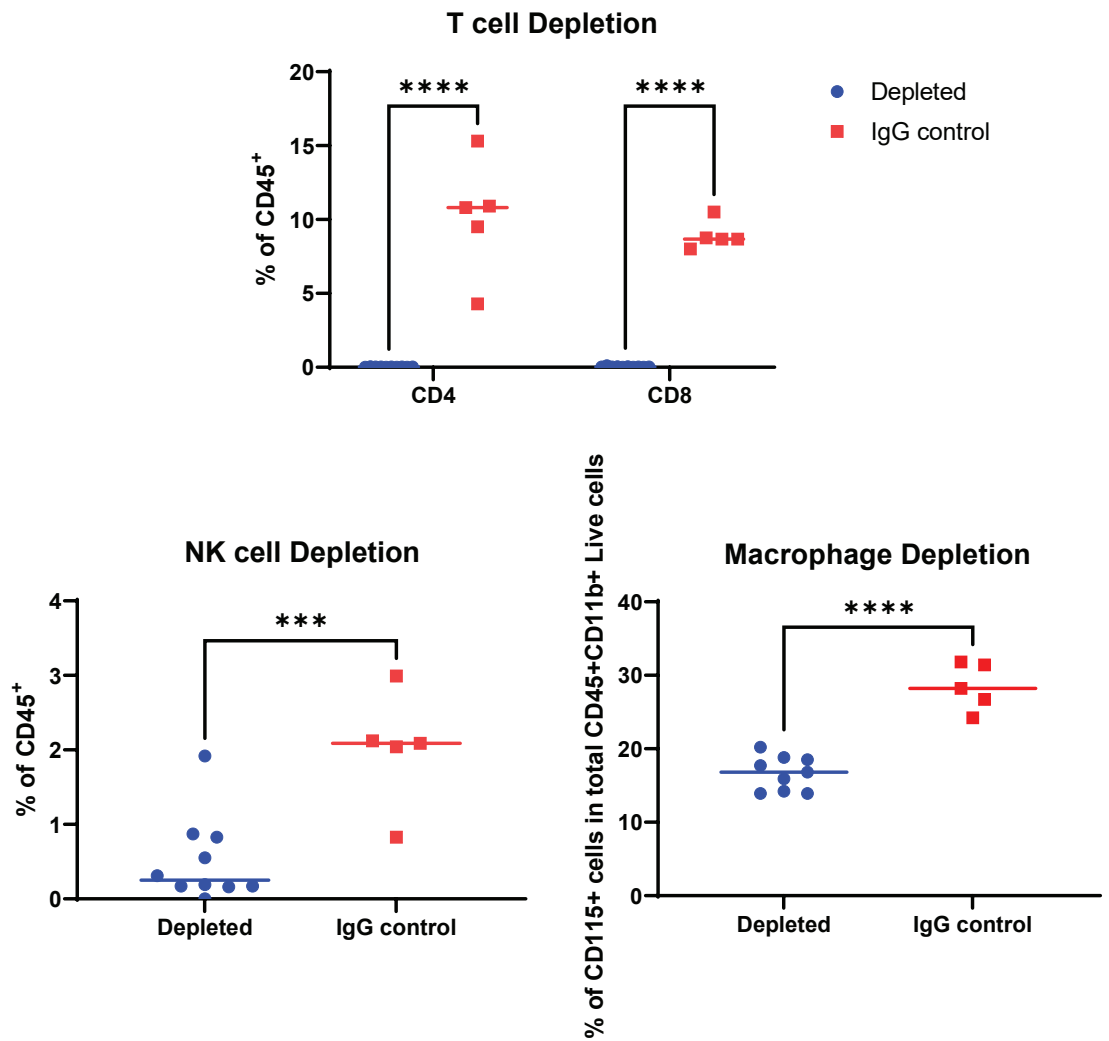 T cell Depletion
% of CD45+
20
15
10
5
0
****
****
CD4
CD8
Depleted
IgG control
NK cell Depletion
% of CD45+
4
3
2
1
0
***
Depleted
IgG control
Macrophage Depletion
% of CD115+ cells in total CD45+CD11b+ Live cells
40
30
20
10
0
****
Depleted
IgG control